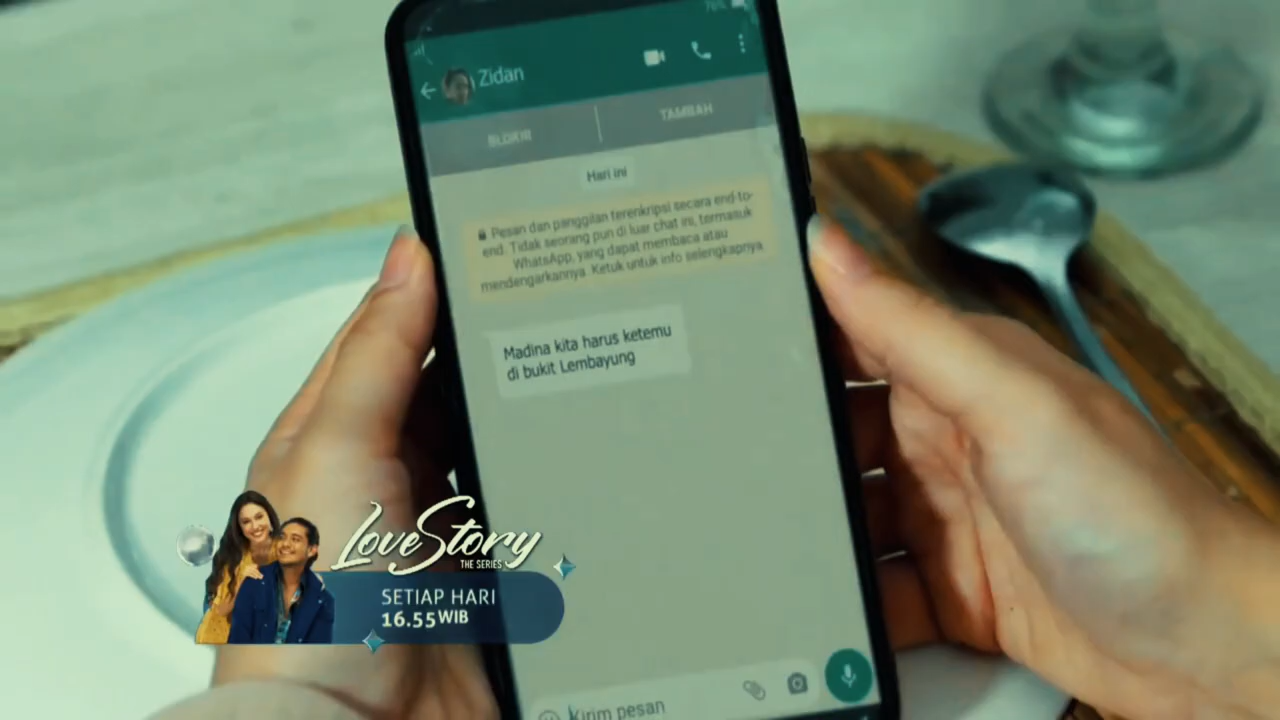 70%
Zidan
BLOKIR
TAMBAH
Hari ini
Pesan dan panggilan terenkripsi secara end-to-
end. Tidak seorang pun di luar chat ini, termasuk
WhatsApp, yang dapat membaca atau
mendengarkannya. Ketuk untuk info selengkapnya.
Madina kita harus ketemu
di bukit Lembayung
Kirim pesan
LoveStory
THE SERIES
SETIAP HARI
16.55 WIB